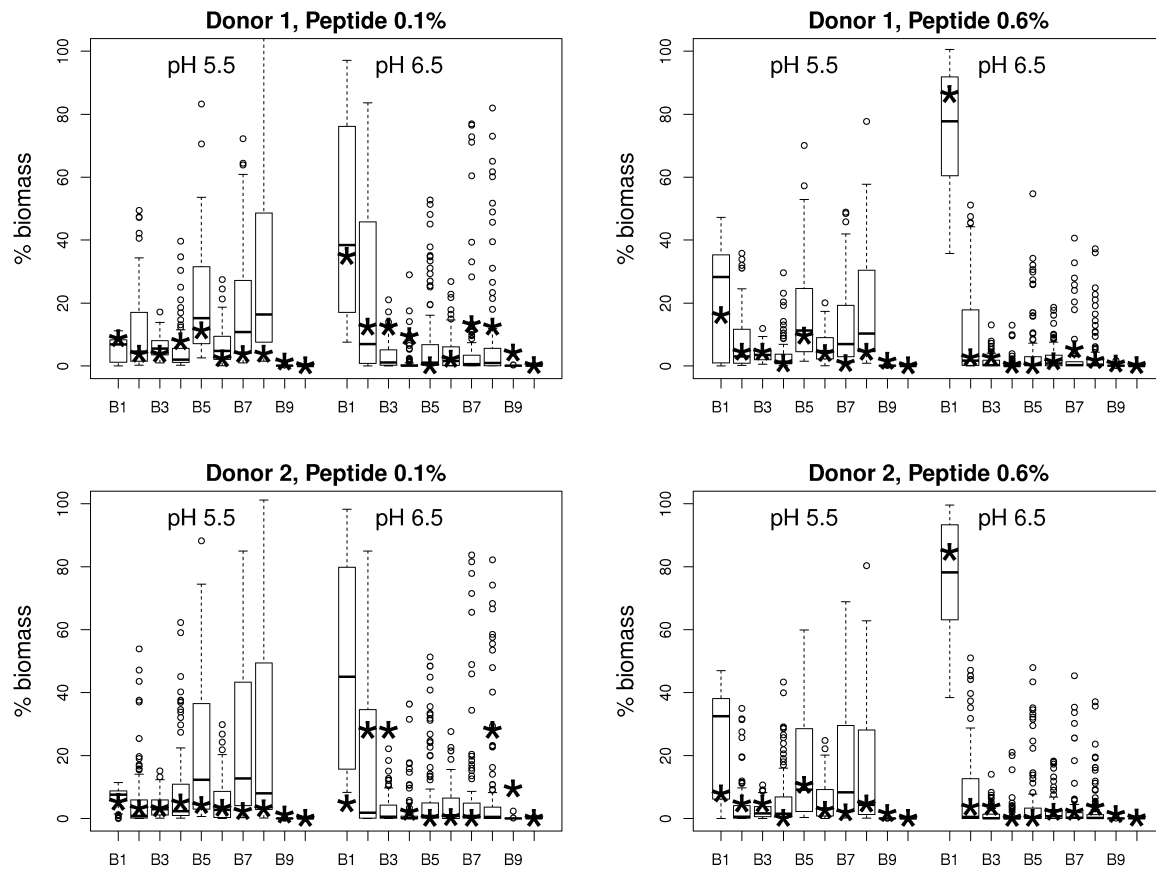 Donor 1, Peptide 0.1%
% biomass
0 20 40 60 80 100
pH 5.5 pH 6.5
B1 B3 B5 B7 B9 B1 B3 B5 B7 B9
Donor 1, Peptide 0.6%
% biomass
0 20 40 60 80 100
pH 5.5 pH 6.5
B1 B3 B5 B7 B9 B1 B3 B5 B7 B9
Donor 2, Peptide 0.1%
% biomass
0 20 40 60 80 100
pH 5.5 pH 6.5
B1 B3 B5 B7 B9 B1 B3 B5 B7 B9
Donor 2, Peptide 0.6%
% biomass
0 20 40 60 80 100
pH 5.5 pH 6.5
B1 B3 B5 B7 B9 B1 B3 B5 B7 B9